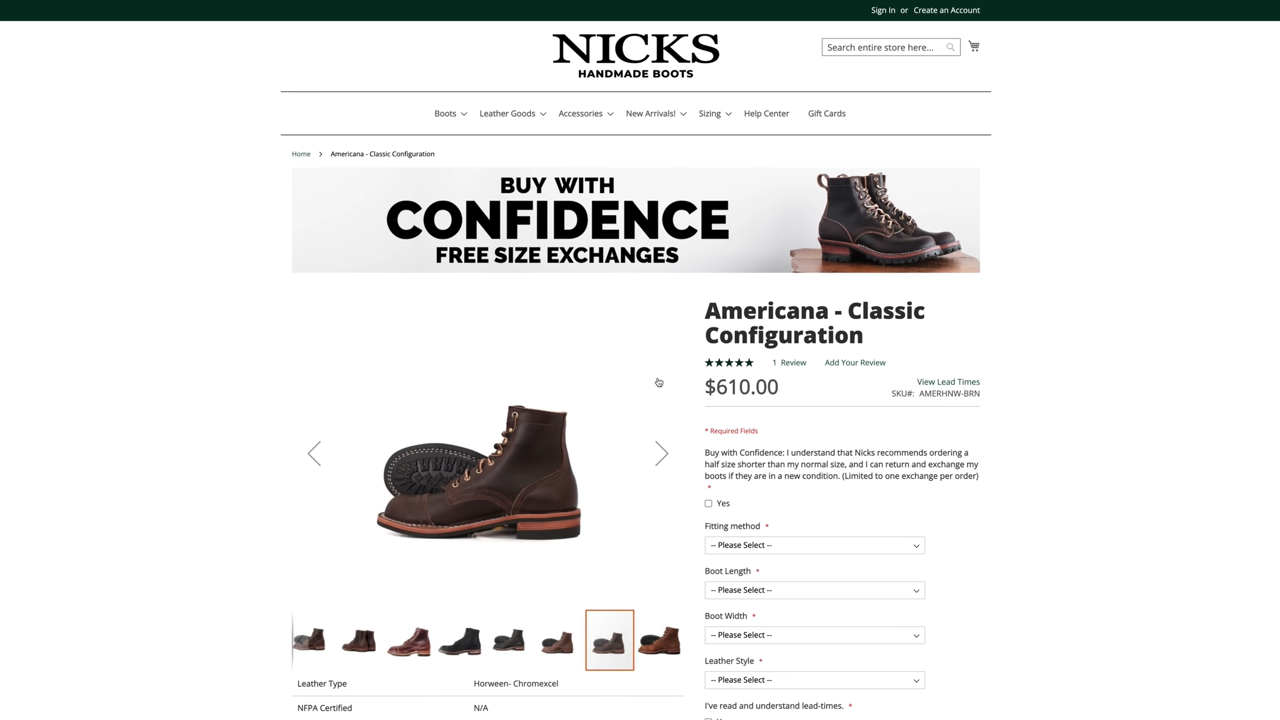 Sign In or Create an Account
NICKS
HANDMADE BOOTS
Search entire store here...
Boots Leather Goods Accessories New Arrivals! Sizing Help Center Gift Cards
Home Americana - Classic Configuration
BUY WITH
CONFIDENCE
FREE SIZE EXCHANGES
Americana - Classic
Configuration
1 Review Add Your Review
$610.00
View Lead Times
SKU#: AMERHNW-BRN
* Required Fields
Buy with Confidence: I understand that Nicks recommends ordering a
half size shorter than my normal size, and I can return and exchange my
boots if they are in a new condition. (Limited to one exchange per order)
*
Yes
Fitting method *
-- Please Select --
Boot Length *
-- Please Select --
Boot Width *
-- Please Select --
Leather Style *
-- Please Select --
I've read and understand lead-times. *
Leather Type Horween- Chromexcel
NFPA Certified N/A